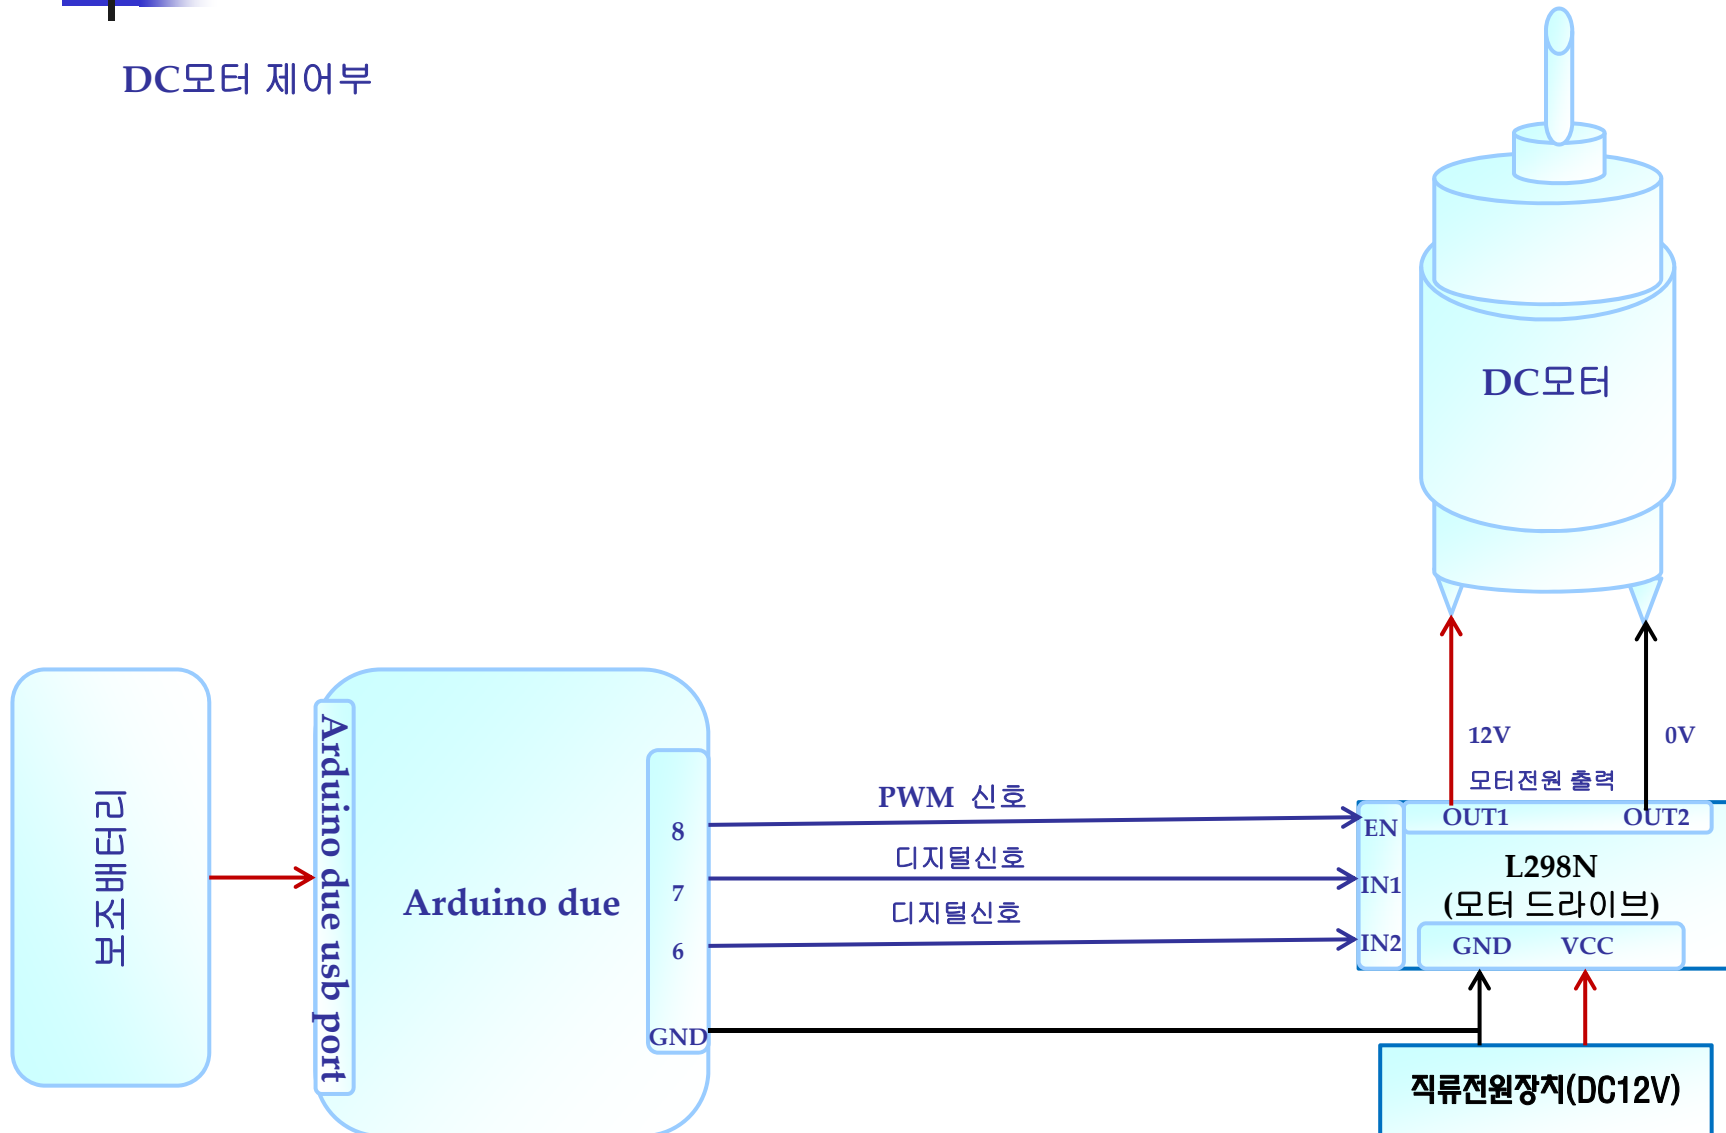 DC모터 제어부
DC모터
12V
0V
모터전원 출력
PWM 신호
디지털신호
디지털신호
보조배터리
Arduino due usb port
Arduino due
8
7
6
GND
EN
IN1
IN2
OUT1
OUT2
L298N
(모터 드라이브)
GND
VCC
직류전원장치(DC12V)